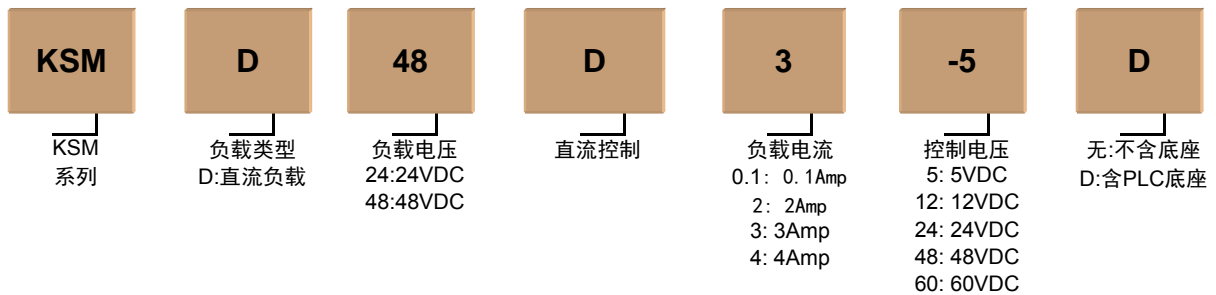 KSM
D
48
D
3
-5
D
KSM
系列
负载类型
D:直流负载
负载电压
24:24VDC
48:48VDC
直流控制
负载电流
0.1: 0.1Amp
2: 2Amp
3: 3Amp
4: 4Amp
控制电压
5: 5VDC
12: 12VDC
24: 24VDC
48: 48VDC
60: 60VDC
无:不含底座
D:含PLC底座